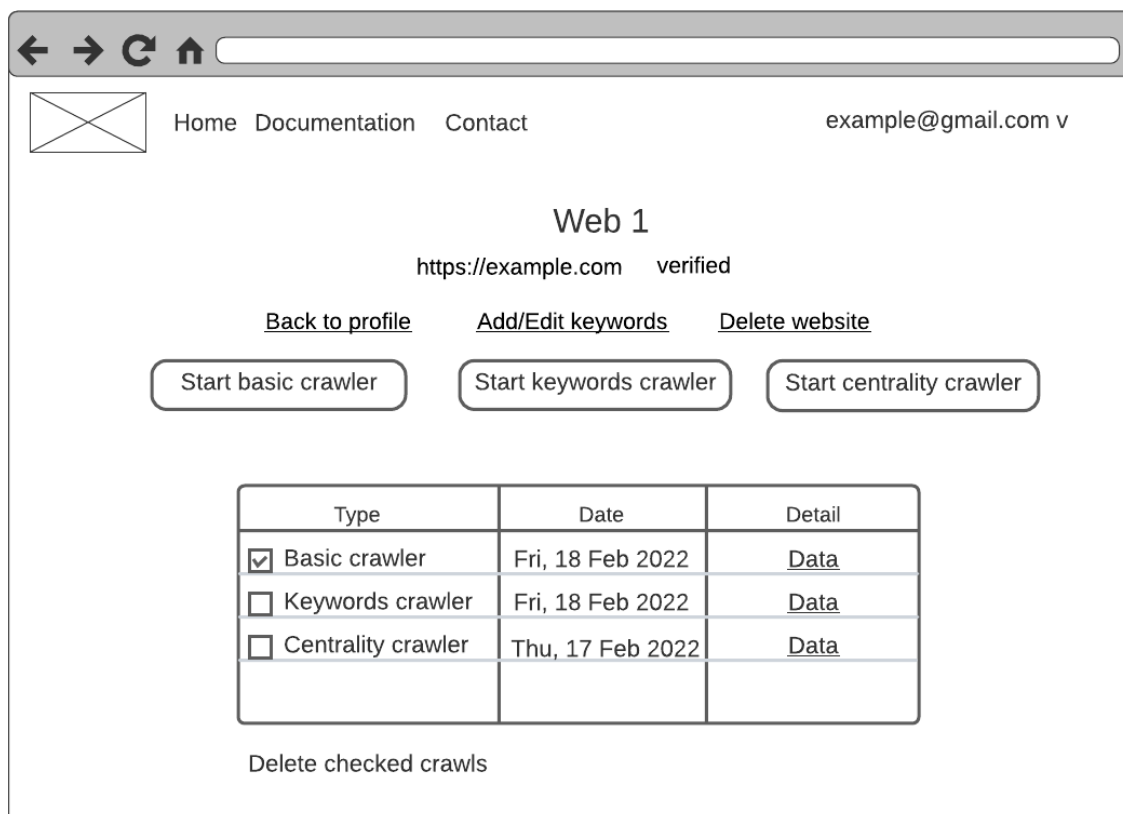 Home Documentation Contact example@gmail.com v
Web 1
https://example.com verified
Back to profile Add/Edit keywords Delete website
Start basic crawler Start keywords crawler Start centrality crawler
Type Date Detail
Basic crawler Fri, 18 Feb 2022 Data
Keywords crawler Fri, 18 Feb 2022 Data
Centrality crawler Thu, 17 Feb 2022 Data
Delete checked crawls